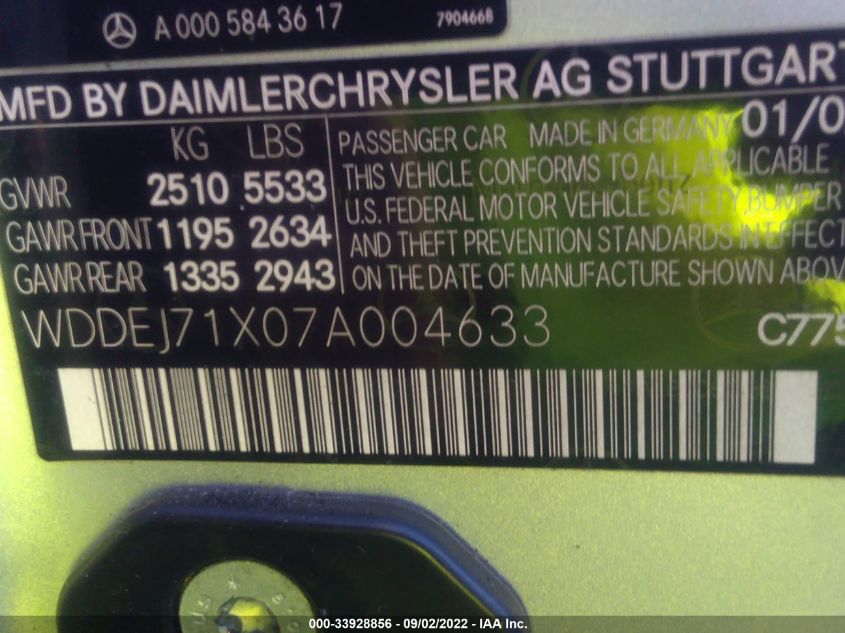 A 000 584 36 17 7904668
MFD BY DAIMLERCHRYSLER AG STUTTGART
KG LBS
GVWR 2510 5533
GAWR FRONT 1195 2634
GAWR REAR 1335 2943
PASSENGER CAR MADE IN GERMANY 01/0
THIS VEHICLE CONFORMS TO ALL APPLICABLE
U.S. FEDERAL MOTOR VEHICLE SAFETY, BUMPER
AND THEFT PREVENTION STANDARDS IN EFFECT
ON THE DATE OF MANUFACTURE SHOWN ABOV
WDDEJ71X07A004633 C775
000-33928856 - 09/02/2022 - IAA Inc.